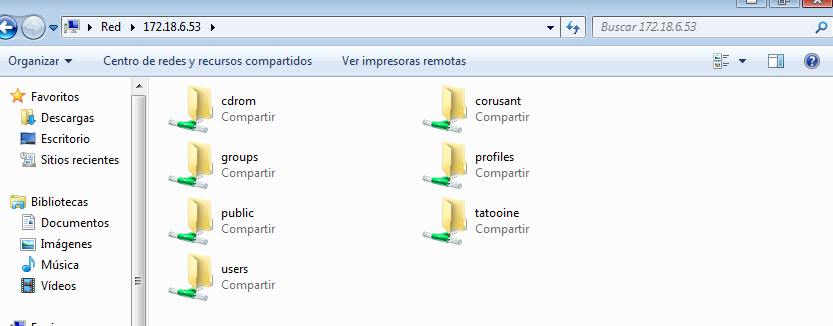 Red 172.18.6.53
Buscar 172.18.6.53
Organizar Centro de redes y recursos compartidos Ver impresoras remotas
Favoritos
Descargas
Escritorio
Sitios recientes
Bibliotecas
Documentos
Imágenes
Música
Vídeos
cdrom
Compartir
corusant
Compartir
groups
Compartir
profiles
Compartir
public
Compartir
tatooine
Compartir
users
Compartir